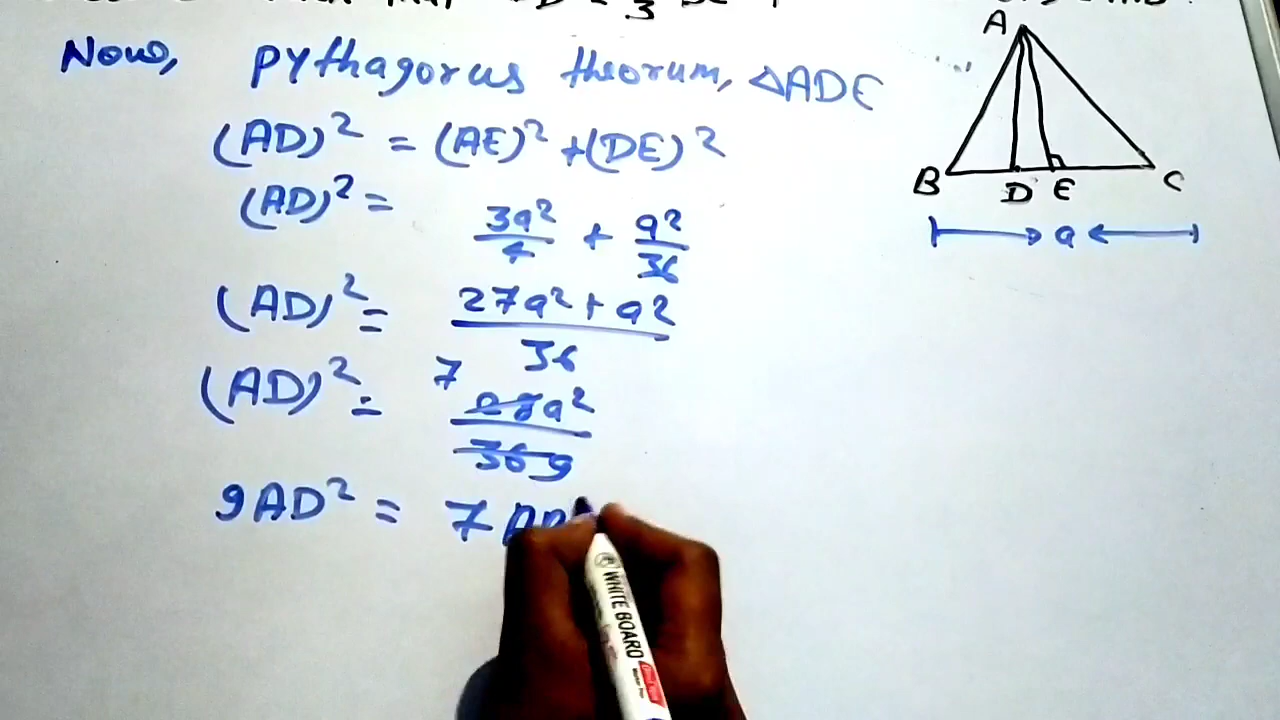 Now, pythagorus theorum, △ADE
(AD)² = (AE)² + (DE)²
(AD)² = 3a²/4 + a²/36
(AD)² = 27a² + a²/36
(AD)² = 7 28a²/36 9
9AD² = 7
A
B D E C
a
WHITE BOARD